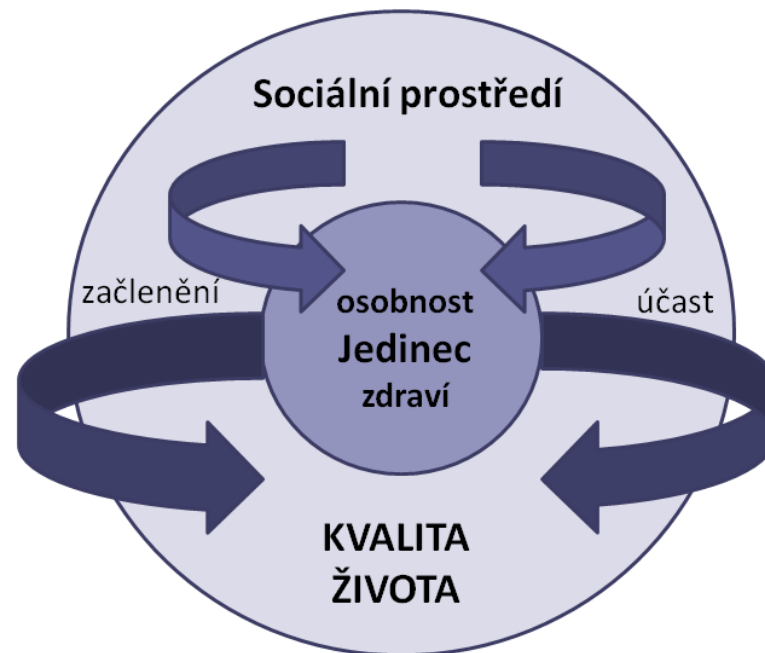 Sociální prostředí
začlenění
účast
osobnost
Jedinec
zdraví
KVALITA
ŽIVOTA